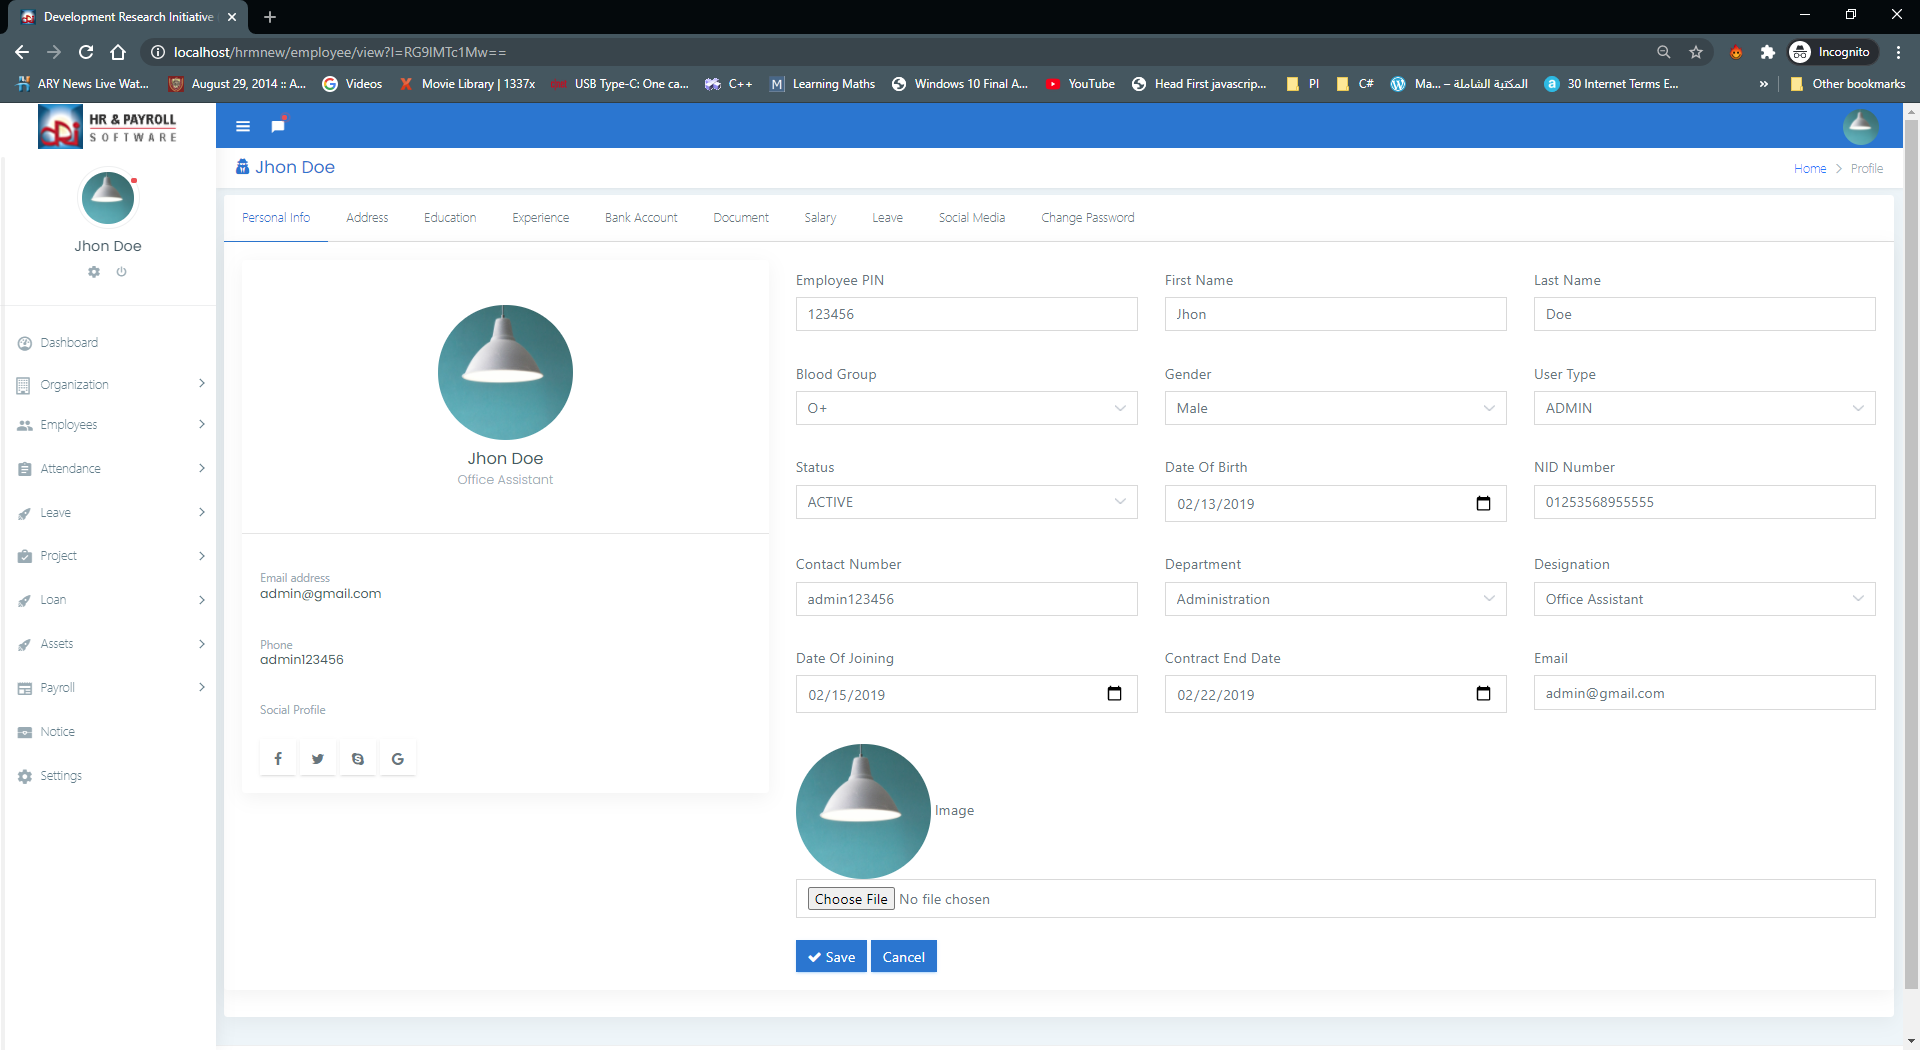 Development Research Initiative
localhost/hrmnew/employee/view?I=RG9lMTc1Mw==
Incognito
ARY News Live Wat...
August 29, 2014 :: A...
Videos
Movie Library | 1337x
USB Type-C: One ca...
C++
Learning Maths
Windows 10 Final A...
YouTube
Head First javascrip...
PI
C#
Ma... – المكتبة الشاملة
30 Internet Terms E...
Other bookmarks
HR & PAYROLL
SOFTWARE
Jhon Doe
Home > Profile
Personal Info Address Education Experience Bank Account Document Salary Leave Social Media Change Password
Jhon Doe
Dashboard
Organization
Employees
Attendance
Leave
Project
Loan
Assets
Payroll
Notice
Settings
Jhon Doe
Office Assistant
Email address
admin@gmail.com
Phone
admin123456
Social Profile
Employee PIN First Name Last Name
123456 Jhon Doe
Blood Group Gender User Type
O+ Male ADMIN
Status Date Of Birth NID Number
ACTIVE 02/13/2019 01253568955555
Contact Number Department Designation
admin123456 Administration Office Assistant
Date Of Joining Contract End Date Email
02/15/2019 02/22/2019 admin@gmail.com
Image
Choose File No file chosen
Save Cancel